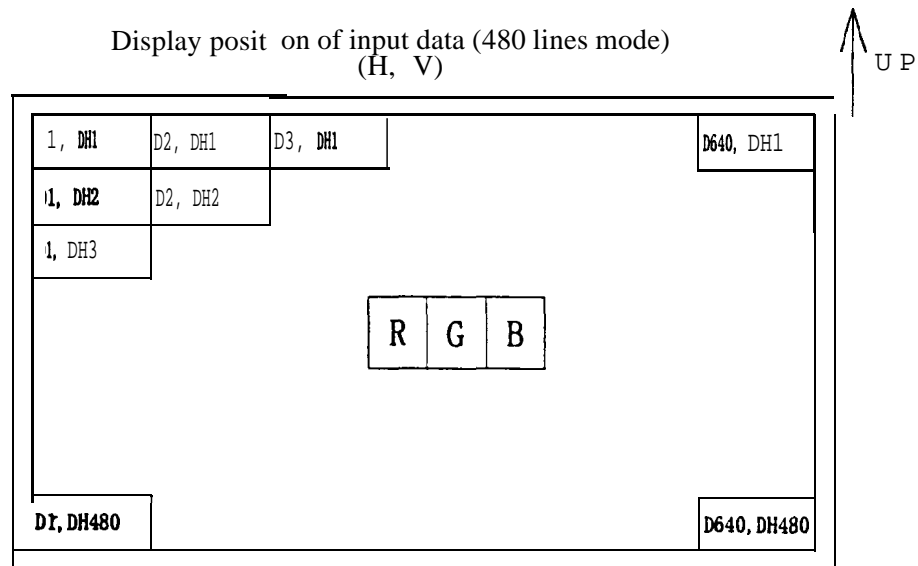 Display posit on of input data (480 lines mode)
(H, V)
UP
1, DH1 D2, DH1 D3, DH1 D640, DH1
1, DH2 D2, DH2
1, DH3
R G B
D1, DH480 D640, DH480